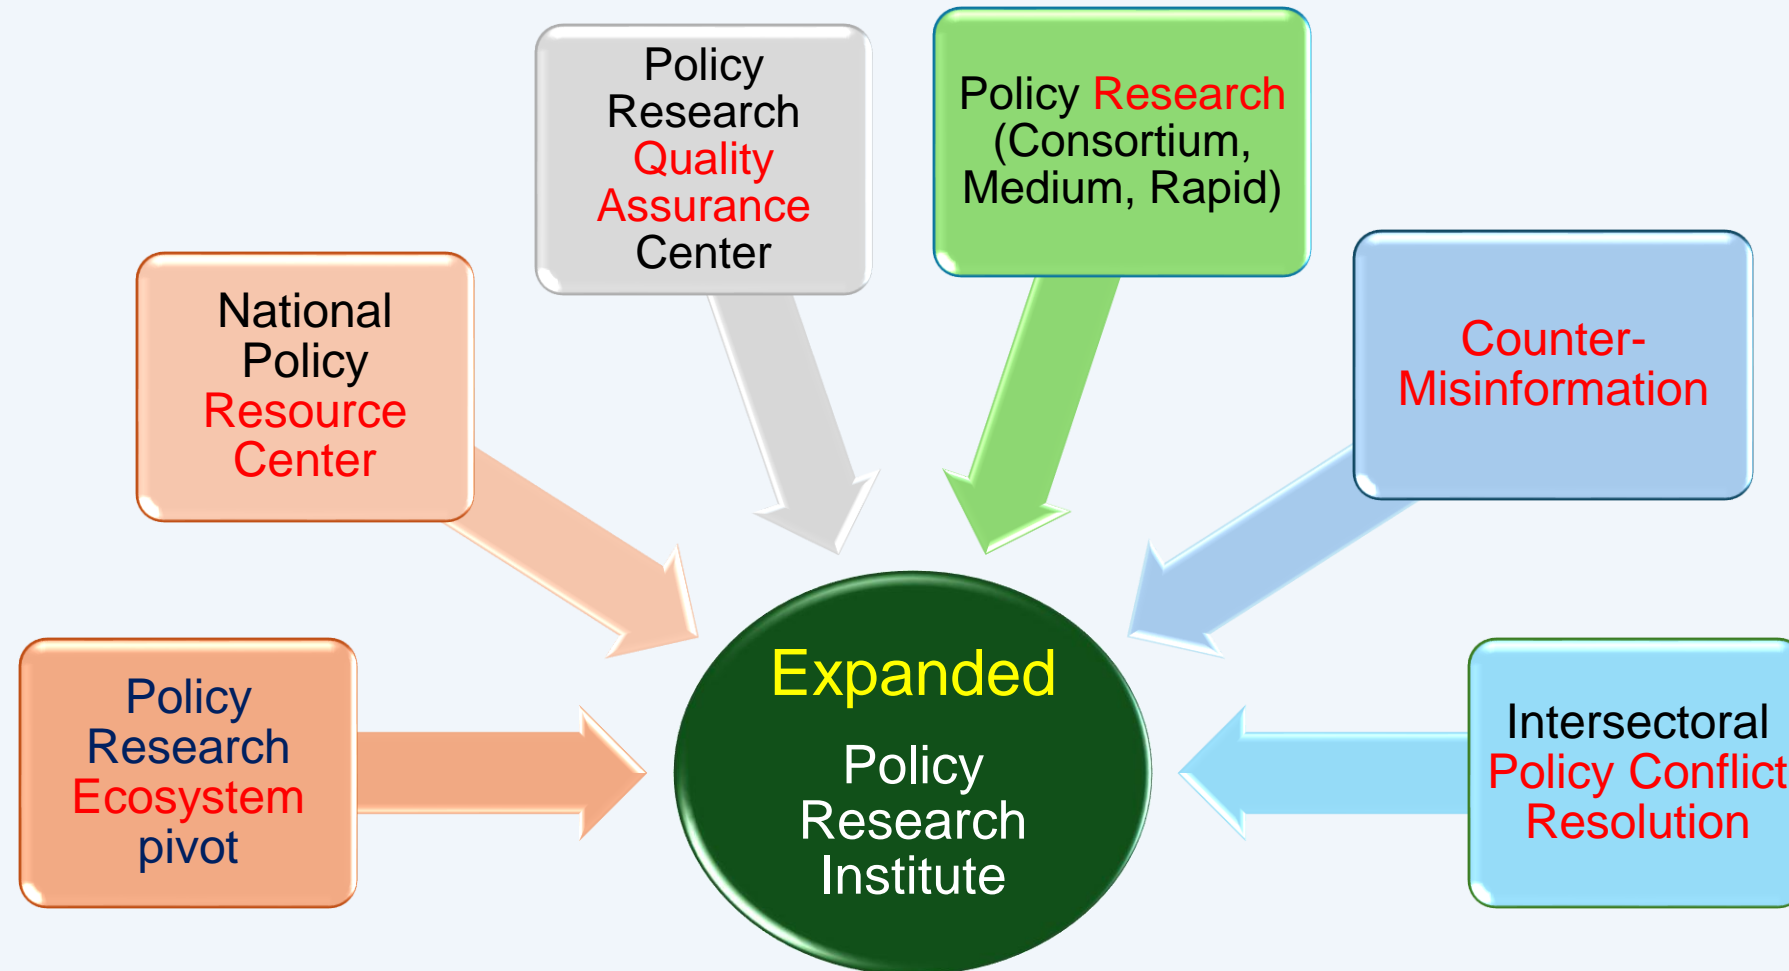 Policy
Research
Quality
Assurance
Center
Policy Research
(Consortium,
Medium, Rapid)
National
Policy
Resource
Center
Counter-
Misinformation
Policy
Research
Ecosystem
pivot
Expanded
Policy
Research
Institute
Intersectoral
Policy Conflict
Resolution